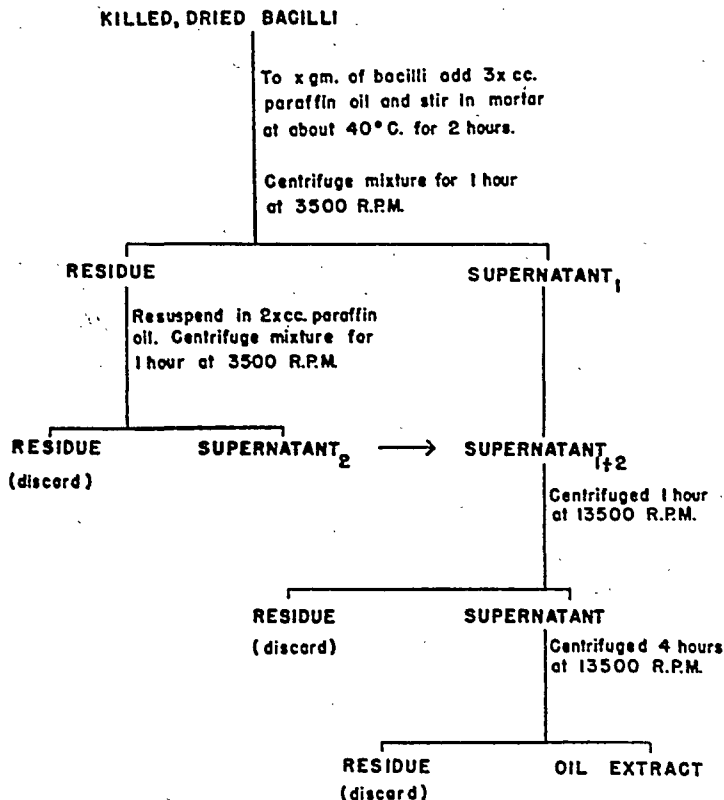 KILLED, DRIED BACILLI
To x gm. of bacilli add 3x cc.
paraffin oil and stir in mortar
at about 40°C. for 2 hours.
Centrifuge mixture for 1 hour
at 3500 R.P.M.
RESIDUE
SUPERNATANT1
Resuspend in 2xcc. paraffin
oil. Centrifuge mixture for
1 hour at 3500 R.P.M.
RESIDUE
(discard)
SUPERNATANT2
SUPERNATANT1+2
Centrifuged 1 hour
at 13500 R.P.M.
RESIDUE
(discard)
SUPERNATANT
Centrifuged 4 hours
at 13500 R.P.M.
RESIDUE
(discard)
OIL EXTRACT